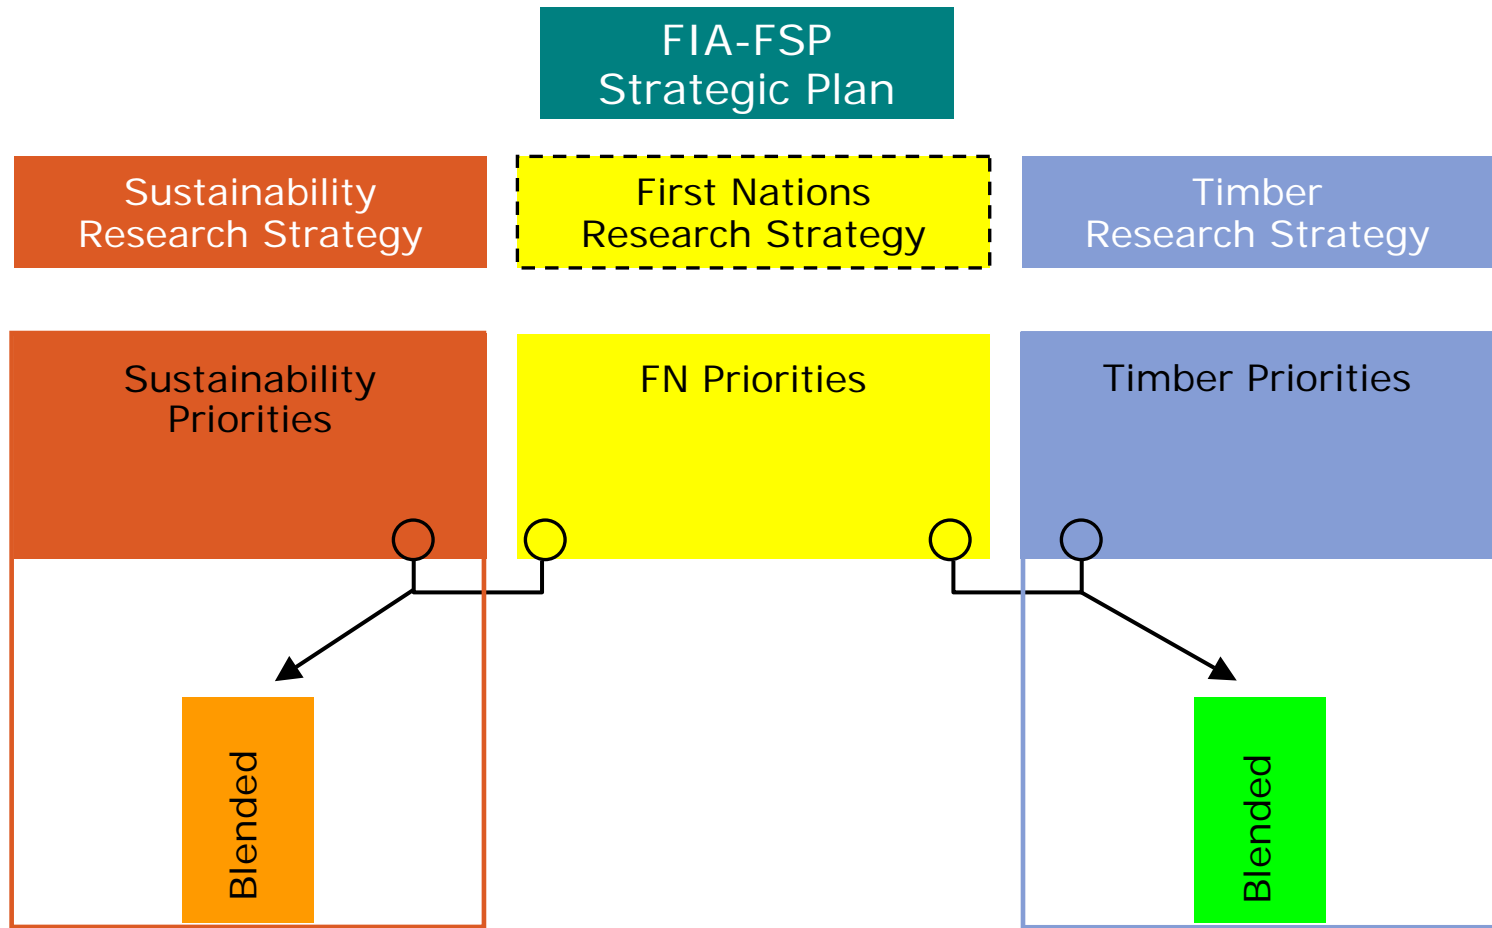 FIA-FSP
Strategic Plan
Sustainability
Research Strategy
First Nations
Research Strategy
Timber
Research Strategy
Sustainability
Priorities
FN Priorities
Timber Priorities
Blended
Blended